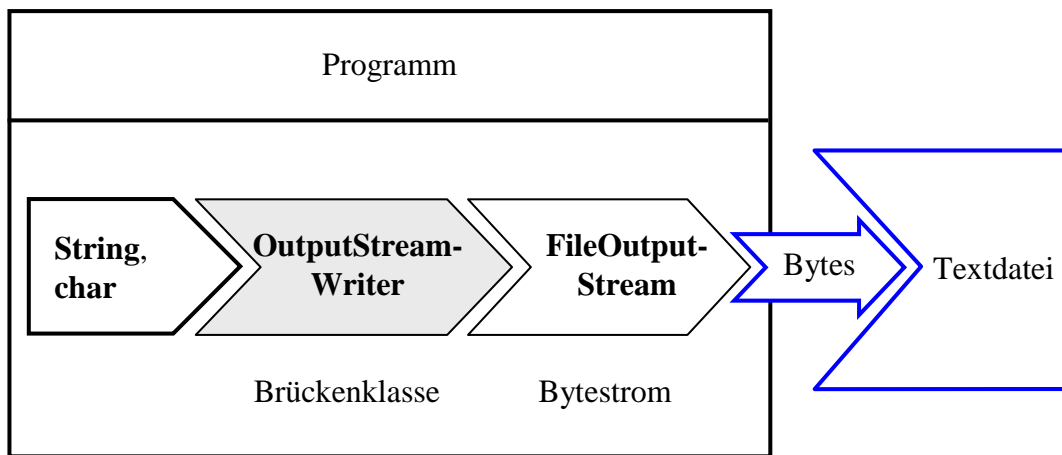 Programm
String,
char
OutputStream-
Writer
FileOutput-
Stream
Bytes
Textdatei
Brückenklasse
Bytestrom